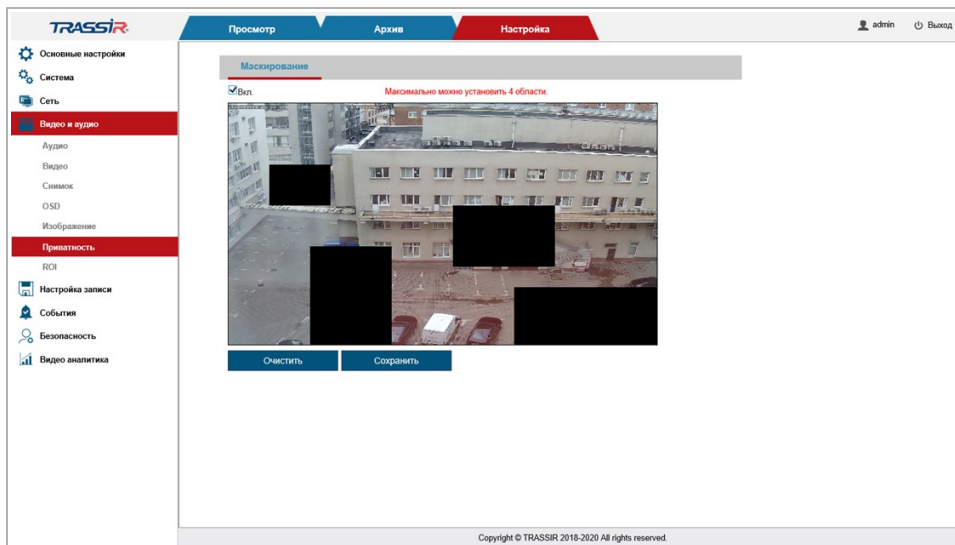 TRASSIR
Просмотр
Архив
Настройка
admin
Выход
Основные настройки
Система
Сеть
Видео и аудио
Аудио
Видео
Снимок
OSD
Изображение
Приватность
ROI
Настройка записи
События
Безопасность
Видео аналитика
Маскирование
Вкл.
Максимально можно установить 4 области.
Очистить
Сохранить
Copyright © TRASSIR 2018-2020 All rights reserved.